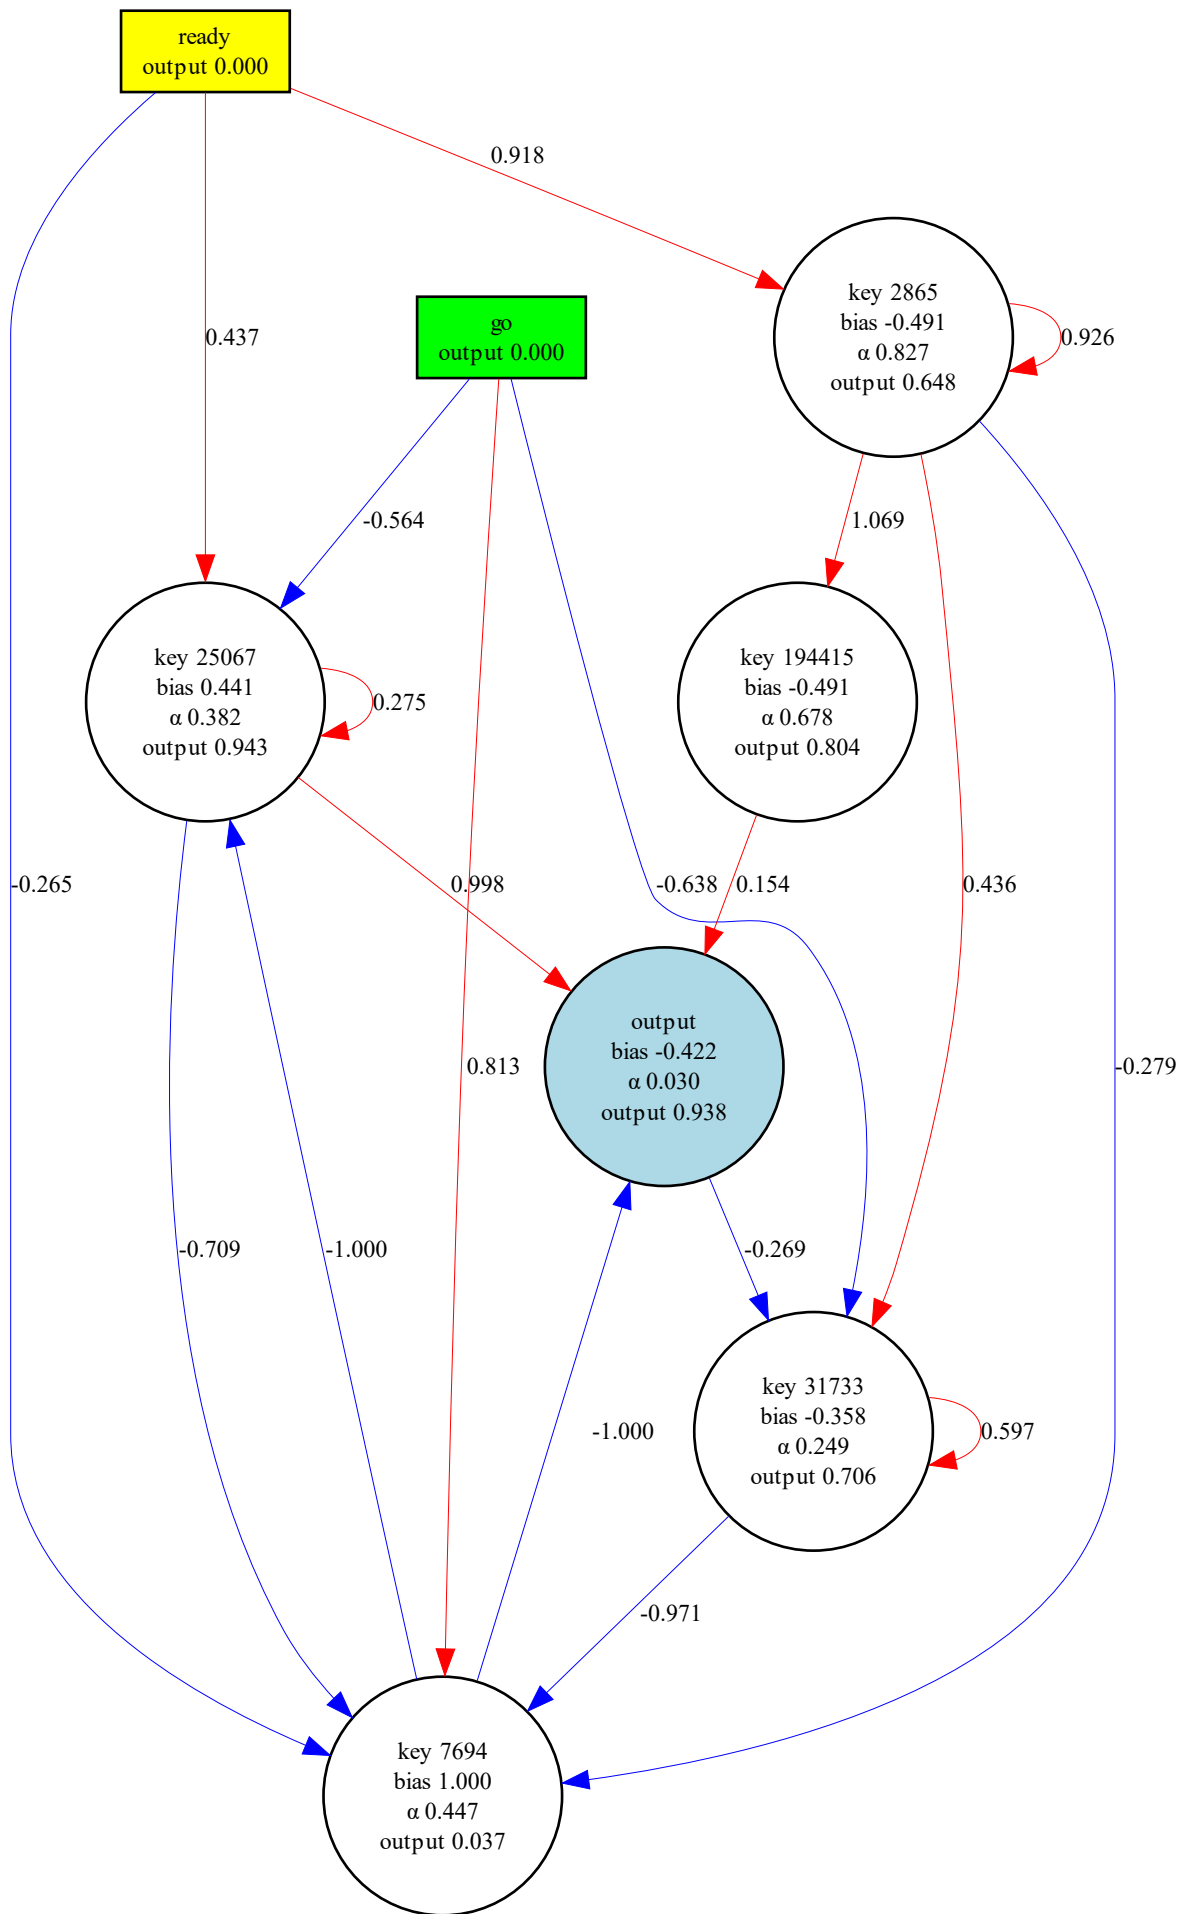 ready
output 0.000
0.918
key 2865
bias -0.491
α 0.827
output 0.648
0.926
go
output 0.000
0.437
-0.564
1.069
key 25067
bias 0.441
α 0.382
output 0.943
0.275
key 194415
bias -0.491
α 0.678
output 0.804
-0.265
0.998
-0.638
0.154
0.436
output
bias -0.422
α 0.030
output 0.938
0.813
-0.279
-0.709
-1.000
-0.269
key 31733
bias -0.358
α 0.249
output 0.706
-1.000
0.597
-0.971
key 7694
bias 1.000
α 0.447
output 0.037